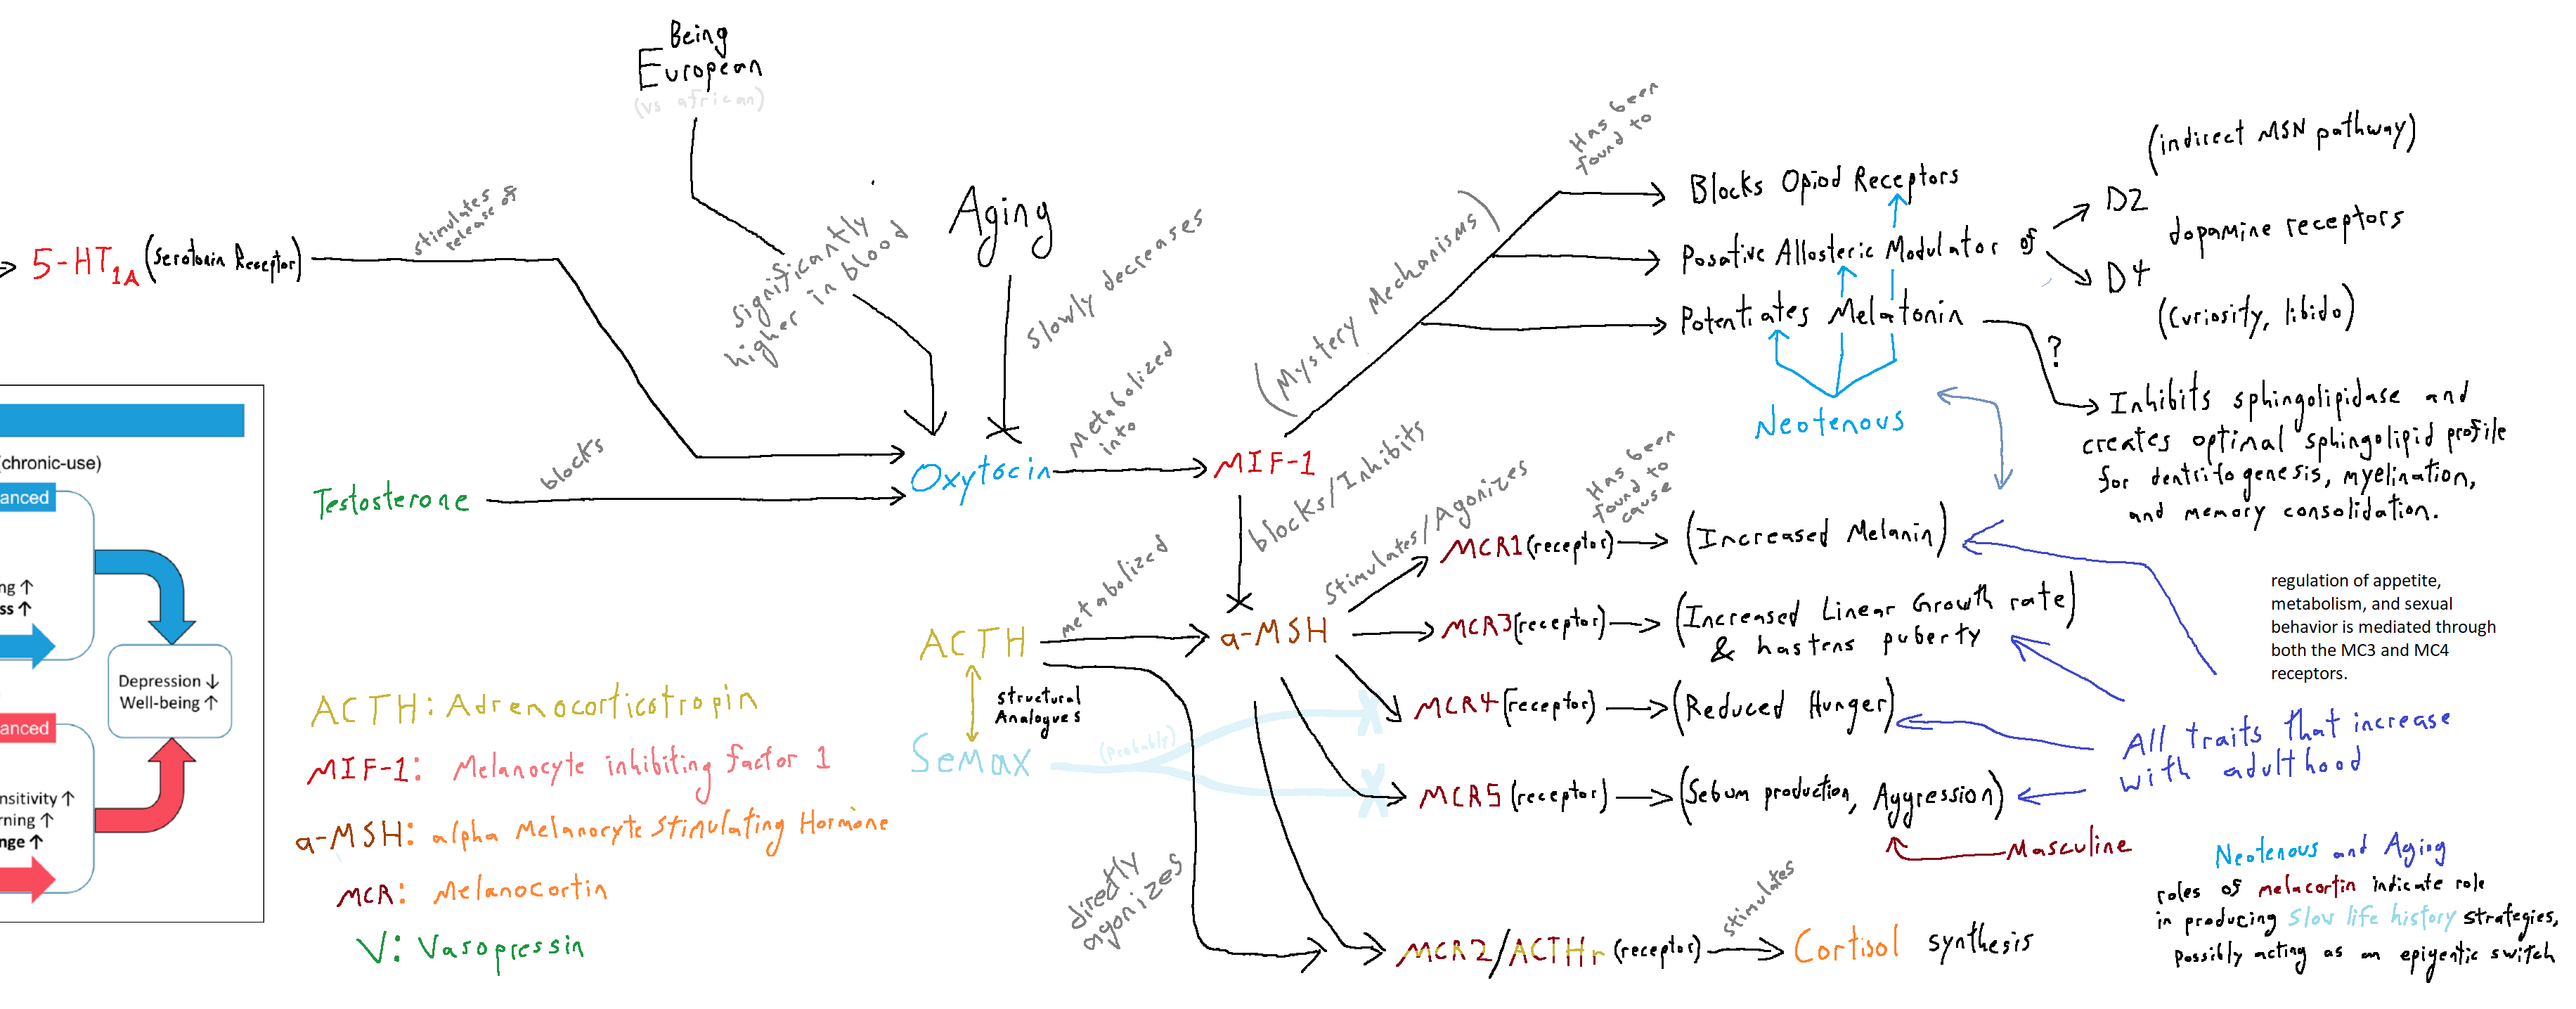 Being
European
(vs african)
5-HT1A (Serotonin Receptor)
stimulates
release of
significantly
higher in blood
Aging
slowly decreases
Testosterone
blocks
Oxytocin
Metabolized
into
MIF-1
(Mystery Mechanisms)
Has been
found to
Blocks Opiod Receptors
Posative Allosteric Modulator of
Potentiates Melatonin
(indirect MSN pathway)
D2
dopamine receptors
D4
(Curiosity, libido)
Neotenous
?
Inhibits sphingolipidase and
creates optimal sphingolipid profile
for dentritogenesis, myelination,
and memory consolidation.
blocks/Inhibits
ACTH
metabolized
a-MSH
Structural
Analogues
Semax
(Probably)
Stimulates/Agonizes
Has been
found to
cause
MCR1(receptor)
(Increased Melanin)
MCR3(receptor)
(Increased Linear Growth rate)
& hastens puberty
MCR4(receptor)
(Reduced Hunger)
MCR5(receptor)
(Sebum production, Aggression)
Masculine
directly
agonizes
MCR2/ACTHr (receptor)
stimulates
Cortisol synthesis
regulation of appetite,
metabolism, and sexual
behavior is mediated through
both the MC3 and MC4
receptors.
All traits that increase
with adulthood
Neotenous and Aging
roles of melacortin indicate role
in producing Slow life history strategies,
Possibly acting as an epigentic switch
ACTH: Adrenocorticotropin
MIF-1: Melanocyte inhibiting factor 1
a-MSH: alpha Melanocyte Stimulating Hormone
MCR: Melanocortin
V: Vasopressin
(chronic-use)
anced
ng ↑
ss ↑
Depression ↓
Well-being ↑
anced
nsitivity ↑
rning ↑
nge ↑